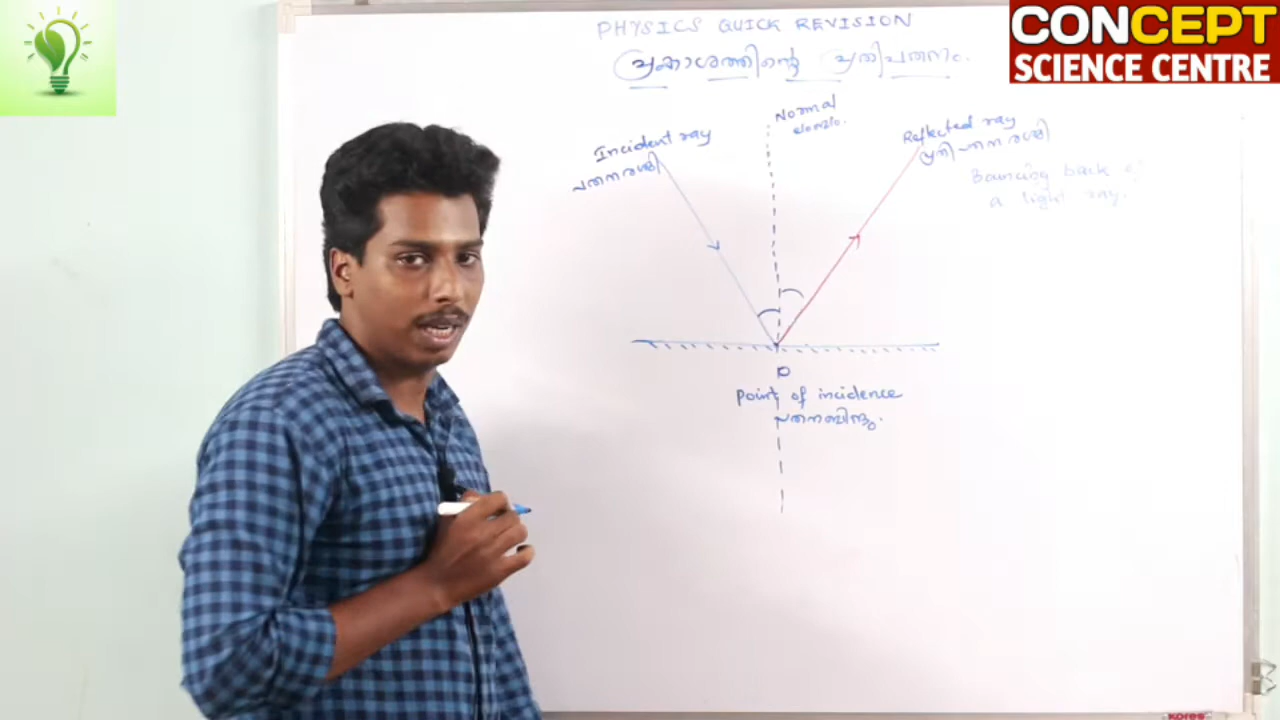 PHYSICS QUICK REVISION
CONCEPT
SCIENCE CENTRE
പ്രകാശത്തിന്റെ പ്രതിപതനം.
Normal
ലംബം.
Incident ray
പതനരശ്മി
Reflected ray
പ്രതിപതനരശ്മി
Bouncing back of
a light ray.
Point of incidence
പതനബിന്ദു.
Kores